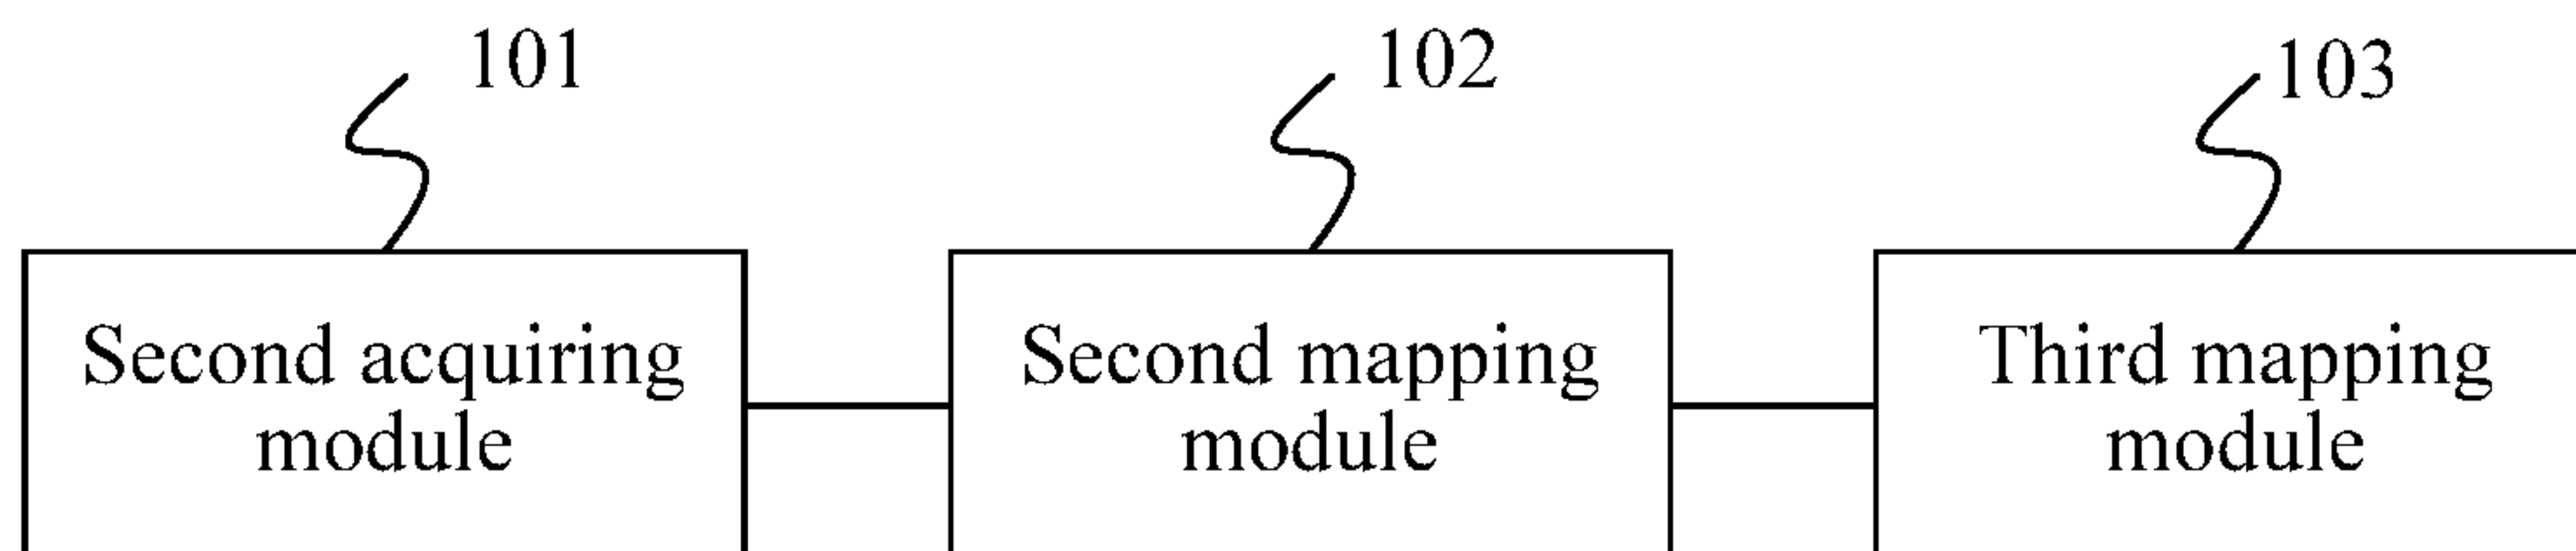 101
102
103
Second acquiring
module
Second mapping
module
Third mapping
module